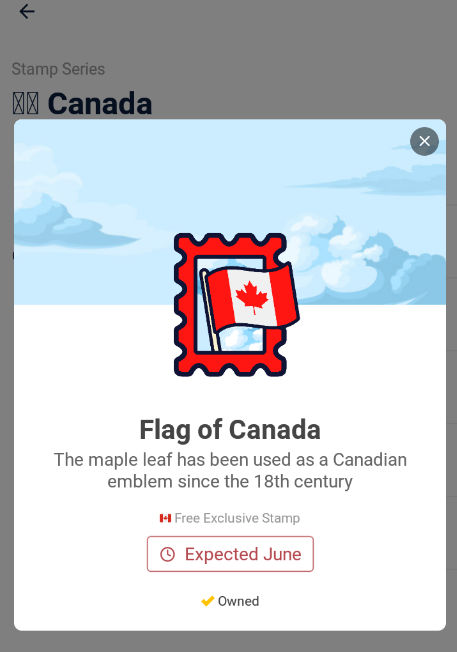 Stamp Series
Canada
Flag of Canada
The maple leaf has been used as a Canadian
emblem since the 18th century
Free Exclusive Stamp
Expected June
Owned